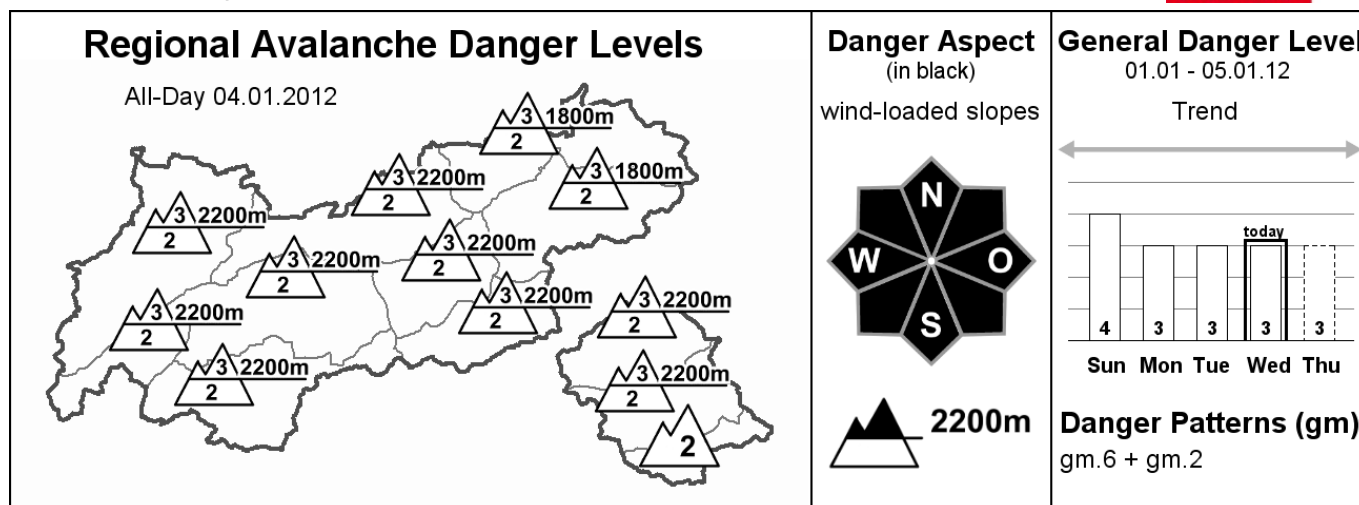 Regional Avalanche Danger Levels
All-Day 04.01.2012
3 1800m
2
3 1800m
2
3 2200m
2
3 2200m
2
3 2200m
2
3 2200m
2
3 2200m
2
3 2200m
2
3 2200m
2
3 2200m
2
3 2200m
2
2
Danger Aspect
(in black)
wind-loaded slopes
N
W O
S
2200m
General Danger Level
01.01 - 05.01.12
Trend
today
4 3 3 3 3
Sun Mon Tue Wed Thu
Danger Patterns (gm)
gm.6 + gm.2